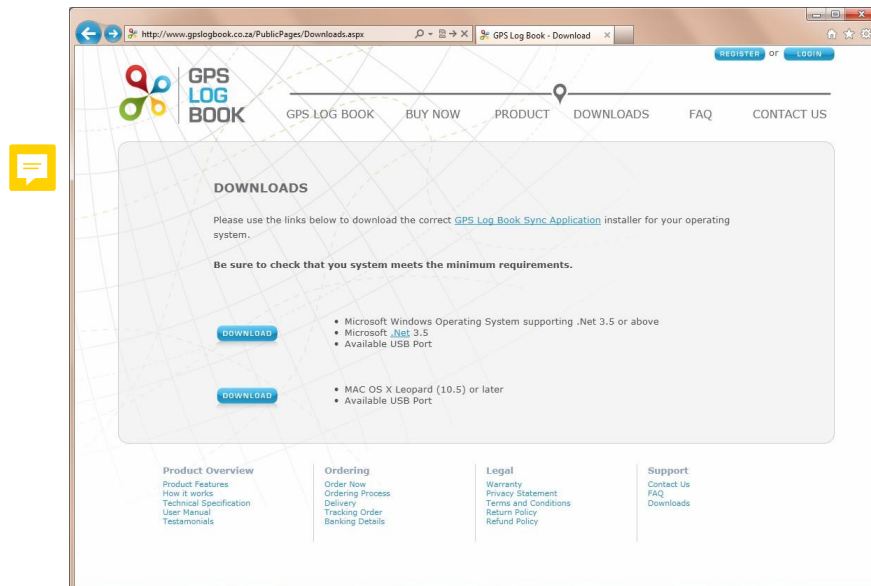 http://www.gpslogbook.co.za/PublicPages/Downloads.aspx
GPS Log Book - Download
REGISTER or LOGIN
GPS
LOG
BOOK
GPS LOG BOOK BUY NOW PRODUCT DOWNLOADS FAQ CONTACT US
DOWNLOADS
Please use the links below to download the correct GPS Log Book Sync Application installer for your operating
system.
Be sure to check that you system meets the minimum requirements.
DOWNLOAD
• Microsoft Windows Operating System supporting .Net 3.5 or above
• Microsoft .Net 3.5
• Available USB Port
DOWNLOAD
• MAC OS X Leopard (10.5) or later
• Available USB Port
Product Overview
Product Features
How it works
Technical Specification
User Manual
Testamonials
Ordering
Order Now
Ordering Process
Delivery
Tracking Order
Banking Details
Legal
Warranty
Privacy Statement
Terms and Conditions
Return Policy
Refund Policy
Support
Contact Us
FAQ
Downloads